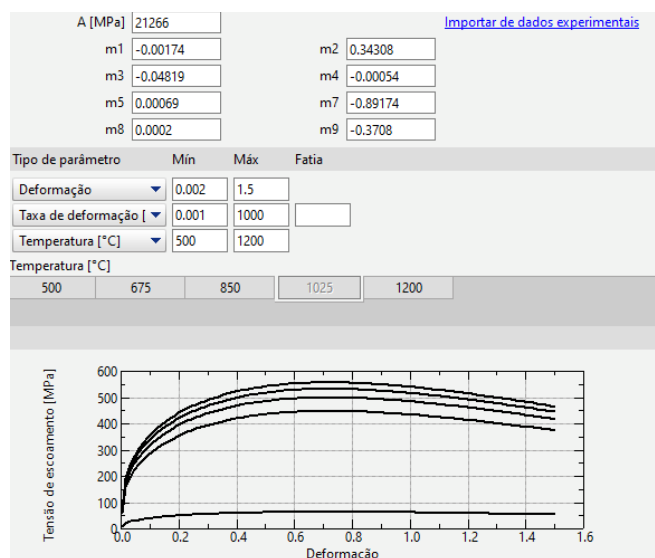 A [MPa] 21266 Importar de dados experimentais
m1 -0.00174 m2 0.34308
m3 -0.04819 m4 -0.00054
m5 0.00069 m7 -0.89174
m8 0.0002 m9 -0.3708
Tipo de parâmetro Mín Máx Fatia
Deformação 0.002 1.5
Taxa de deformação [ 0.001 1000
Temperatura [°C] 500 1200
Temperatura [°C]
500 675 850 1025 1200
Tensão de escoamento [MPa]
600
500
400
300
200
100
0
0.0 0.2 0.4 0.6 0.8 1.0 1.2 1.4 1.6
Deformação